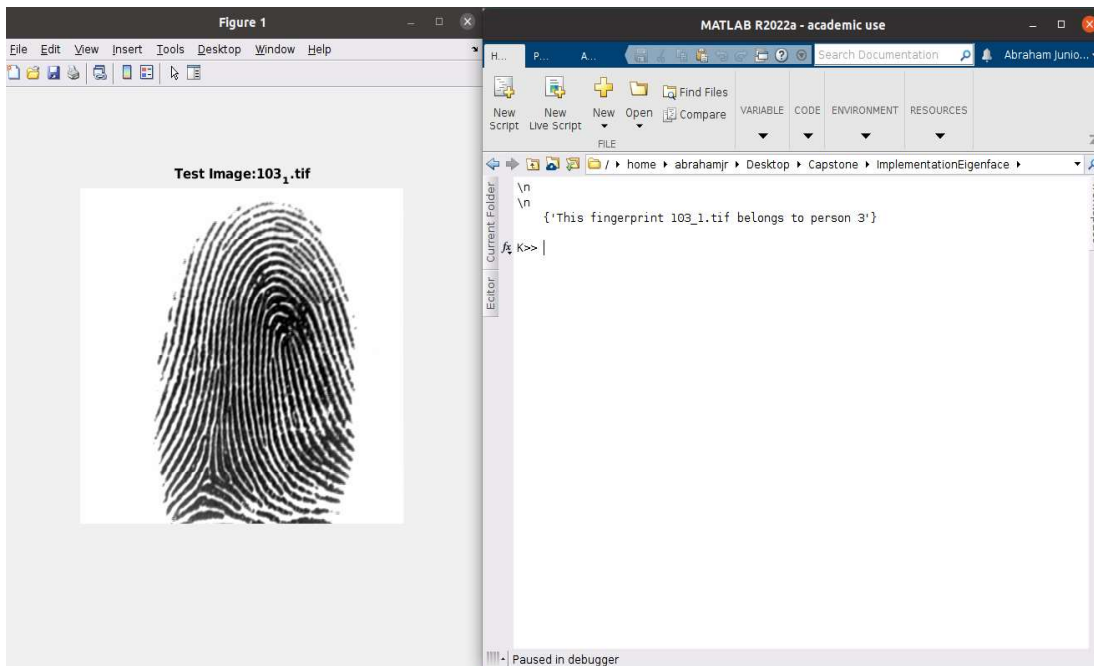 Figure 1
File Edit View Insert Tools Desktop Window Help
Test Image:103₁.tif
MATLAB R2022a - academic use
H... P... A... Search Documentation Abraham Junio...
New Script
New Live Script
New
Open
Find Files
Compare
FILE
VARIABLE CODE ENVIRONMENT RESOURCES
/ home abrahamjr Desktop Capstone ImplementationEigenface
Current Folder
Editor
\n
\n
{'This fingerprint 103_1.tif belongs to person 3'}
fx K>>
Paused in debugger